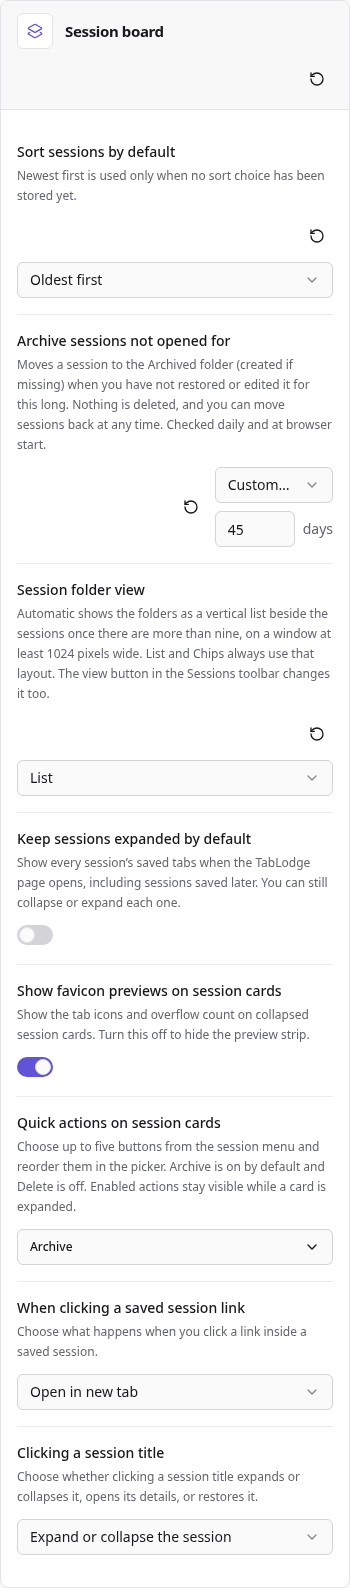 Session board
Sort sessions by default
Newest first is used only when no sort choice has been
stored yet.
Oldest first
Archive sessions not opened for
Moves a session to the Archived folder (created if
missing) when you have not restored or edited it for
this long. Nothing is deleted, and you can move
sessions back at any time. Checked daily and at browser
start.
Custom...
45 days
Session folder view
Automatic shows the folders as a vertical list beside the
sessions once there are more than nine, on a window at
least 1024 pixels wide. List and Chips always use that
layout. The view button in the Sessions toolbar changes
it too.
List
Keep sessions expanded by default
Show every session’s saved tabs when the TabLodge
page opens, including sessions saved later. You can still
collapse or expand each one.
Show favicon previews on session cards
Show the tab icons and overflow count on collapsed
session cards. Turn this off to hide the preview strip.
Quick actions on session cards
Choose up to five buttons from the session menu and
reorder them in the picker. Archive is on by default and
Delete is off. Enabled actions stay visible while a card is
expanded.
Archive
When clicking a saved session link
Choose what happens when you click a link inside a
saved session.
Open in new tab
Clicking a session title
Choose whether clicking a session title expands or
collapses it, opens its details, or restores it.
Expand or collapse the session